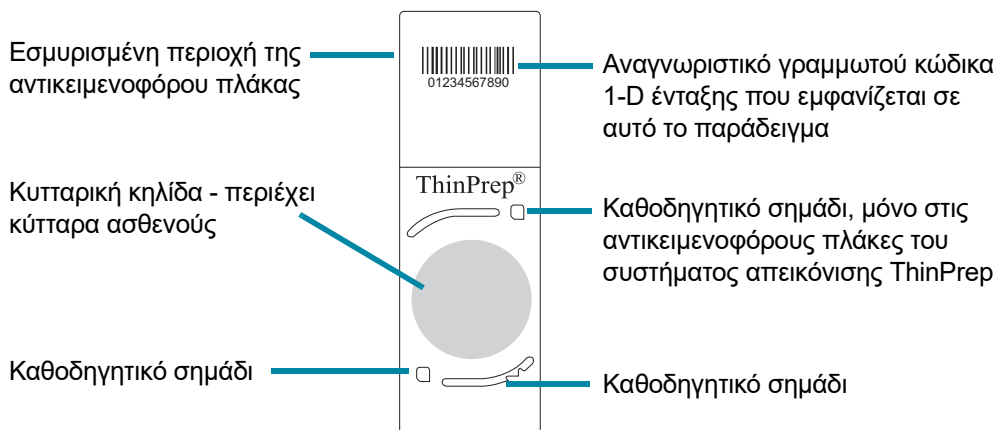 Εσμυρισμένη περιοχή της
αντικειμενοφόρου πλάκας
01234567890
Αναγνωριστικό γραμμωτού κώδικα
1-D ένταξης που εμφανίζεται σε
αυτό το παράδειγμα
ThinPrep®
Κυτταρική κηλίδα - περιέχει
κύτταρα ασθενούς
Καθοδηγητικό σημάδι, μόνο στις
αντικειμενοφόρους πλάκες του
συστήματος απεικόνισης ThinPrep
Καθοδηγητικό σημάδι
Καθοδηγητικό σημάδι